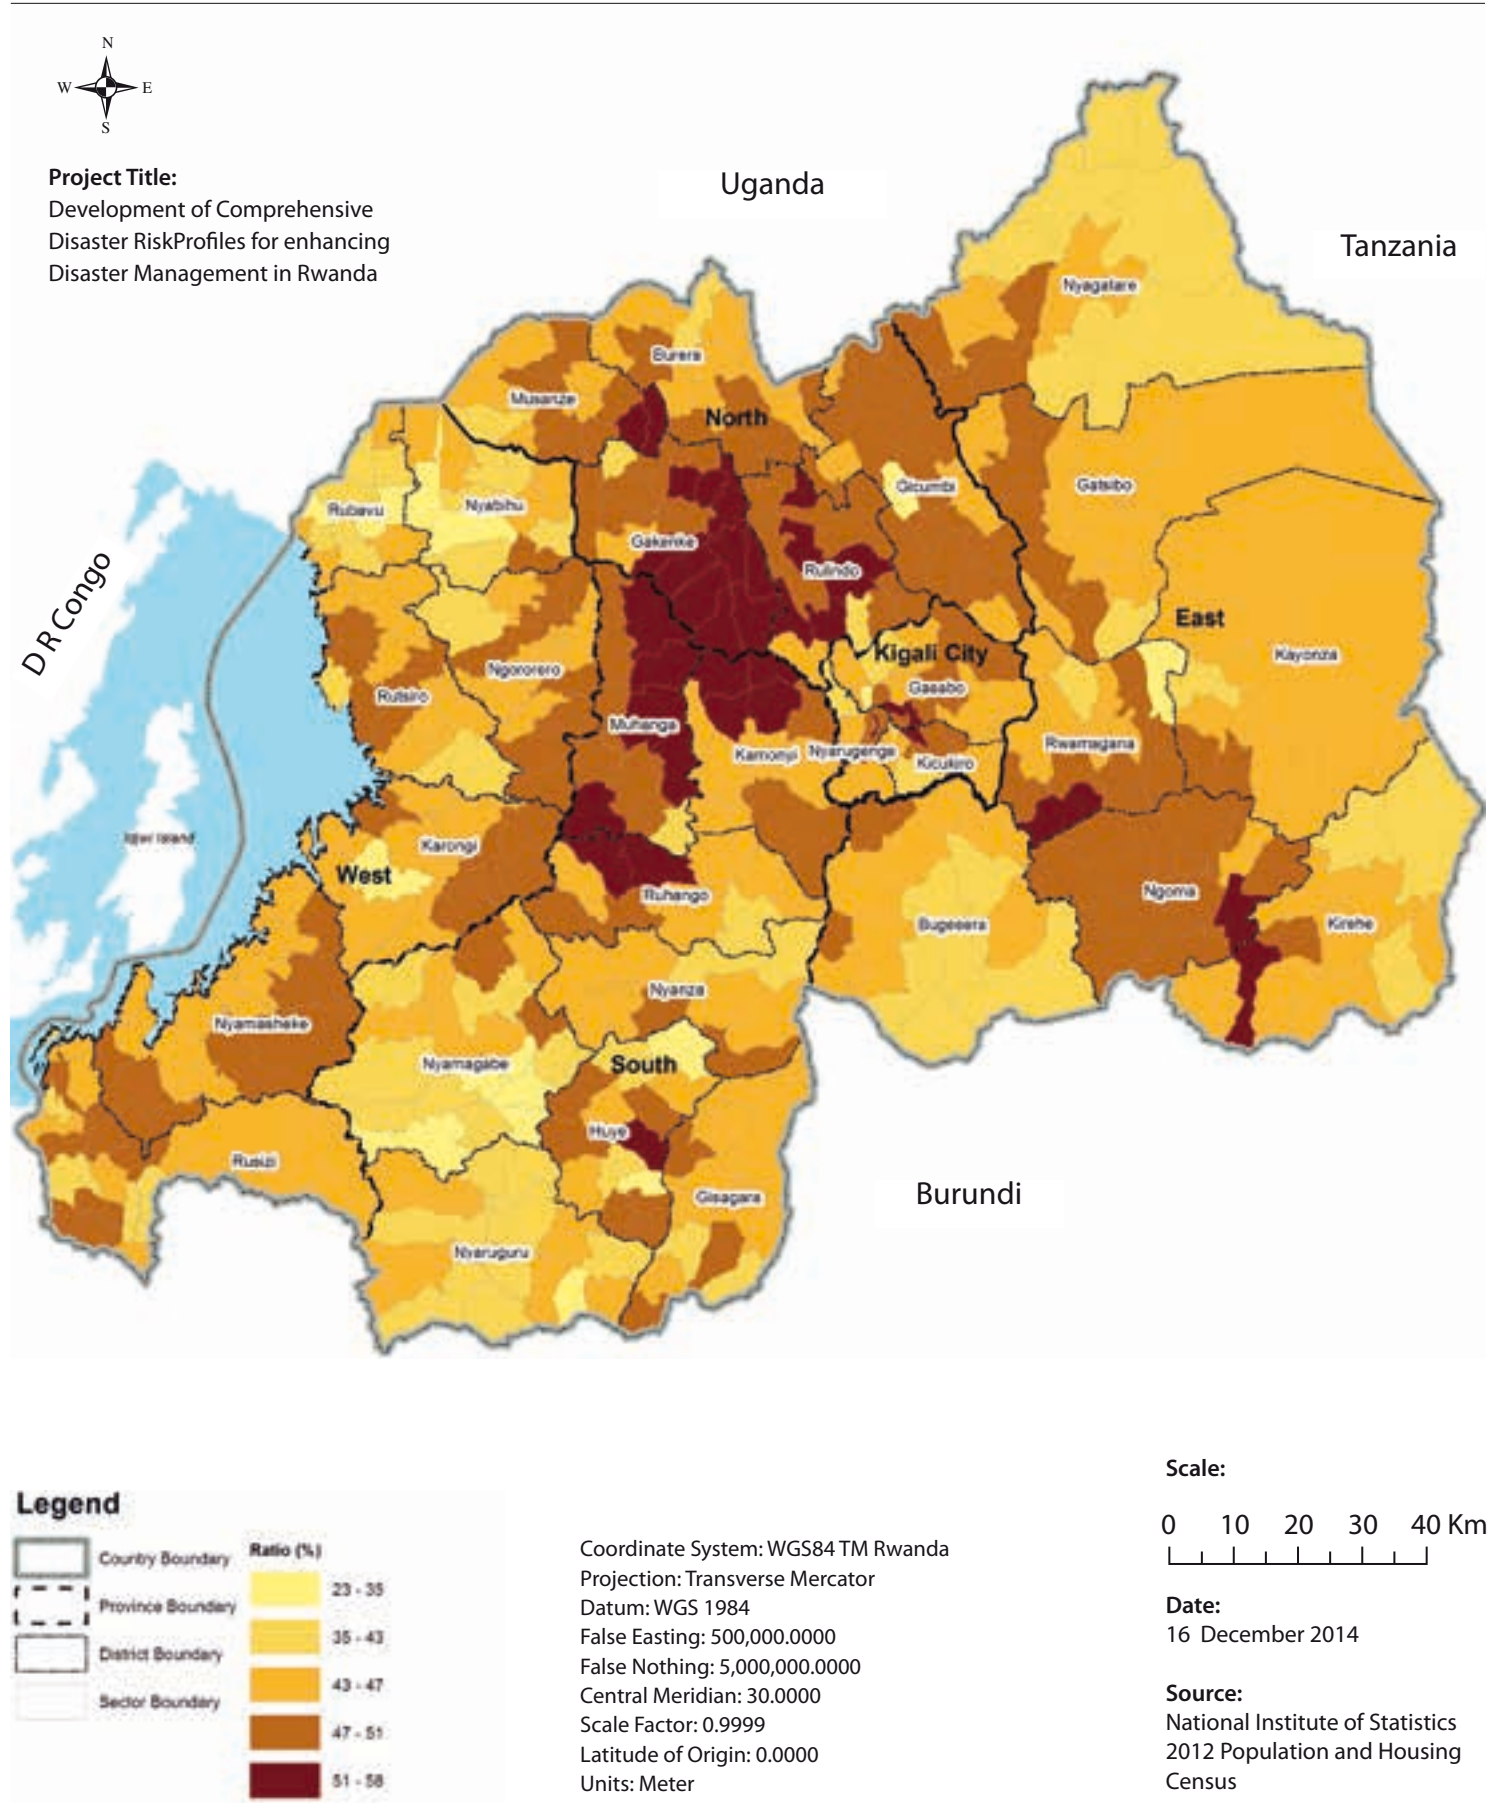 N
W E
S
Project Title:
Development of Comprehensive
Disaster RiskProfiles for enhancing
Disaster Management in Rwanda
Uganda
Tanzania
Nyagatare
Burera
Musanze
North
Gicumbi
Gatsibo
Rubavu
Nyabihu
Gakenke
Rulindo
D R Congo
East
Kigali City
Kayonza
Ngororero
Gasabo
Rutsiro
Muhanga
Kamonyi
Nyarugenge
Rwamagana
Kicukiro
Idjwi Island
Karongi
West
Ruhango
Ngoma
Bugesera
Kirehe
Nyanza
Nyamasheke
Nyamagabe
South
Huye
Rusizi
Gisagara
Burundi
Nyaruguru
Legend
Country Boundary
Province Boundary
District Boundary
Sector Boundary
Ratio (%)
23 - 35
35 - 43
43 - 47
47 - 51
51 - 58
Coordinate System: WGS84 TM Rwanda
Projection: Transverse Mercator
Datum: WGS 1984
False Easting: 500,000.0000
False Nothing: 5,000,000.0000
Central Meridian: 30.0000
Scale Factor: 0.9999
Latitude of Origin: 0.0000
Units: Meter
Scale:
0 10 20 30 40 Km
Date:
16 December 2014
Source:
National Institute of Statistics
2012 Population and Housing
Census